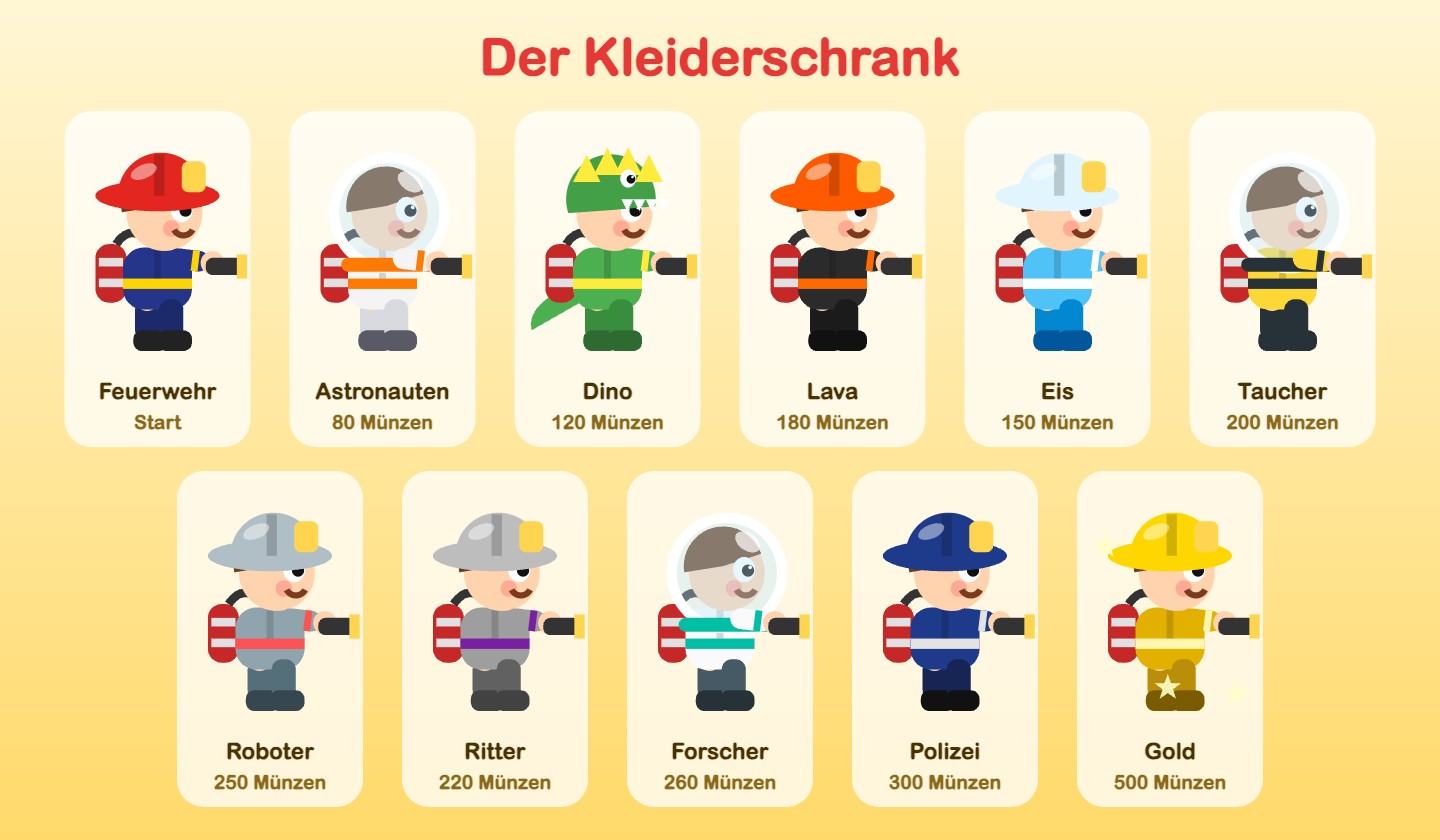 Der Kleiderschrank
Feuerwehr
Start
Astronauten
80 Münzen
Dino
120 Münzen
Lava
180 Münzen
Eis
150 Münzen
Taucher
200 Münzen
Roboter
250 Münzen
Ritter
220 Münzen
Forscher
260 Münzen
Polizei
300 Münzen
Gold
500 Münzen